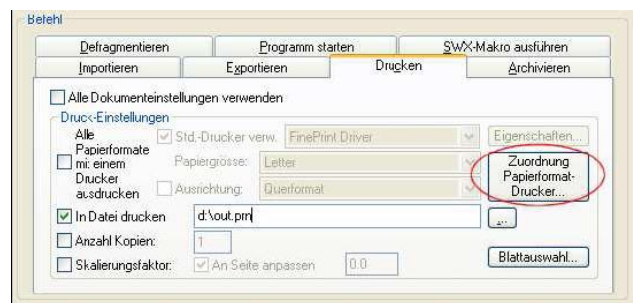 Befehl
Defragmentieren Programm starten SWX-Makro ausführen
Importieren Exportieren Drucken Archivieren
Alle Dokumenteinstellungen verwenden
Druck-Einstellungen
Alle Papierformate mit einem Drucker ausdrucken
Std.-Drucker verw. FinePrint Driver Eigenschaften...
Papiergrösse: Letter
Ausrichtung: Querformat
Zuordnung
Papierformat-
Drucker...
In Datei drucken d:\out.prn ...
Anzahl Kopien: 1
Skalierungsfaktor: An Seite anpassen 0.0 Blattauswahl...